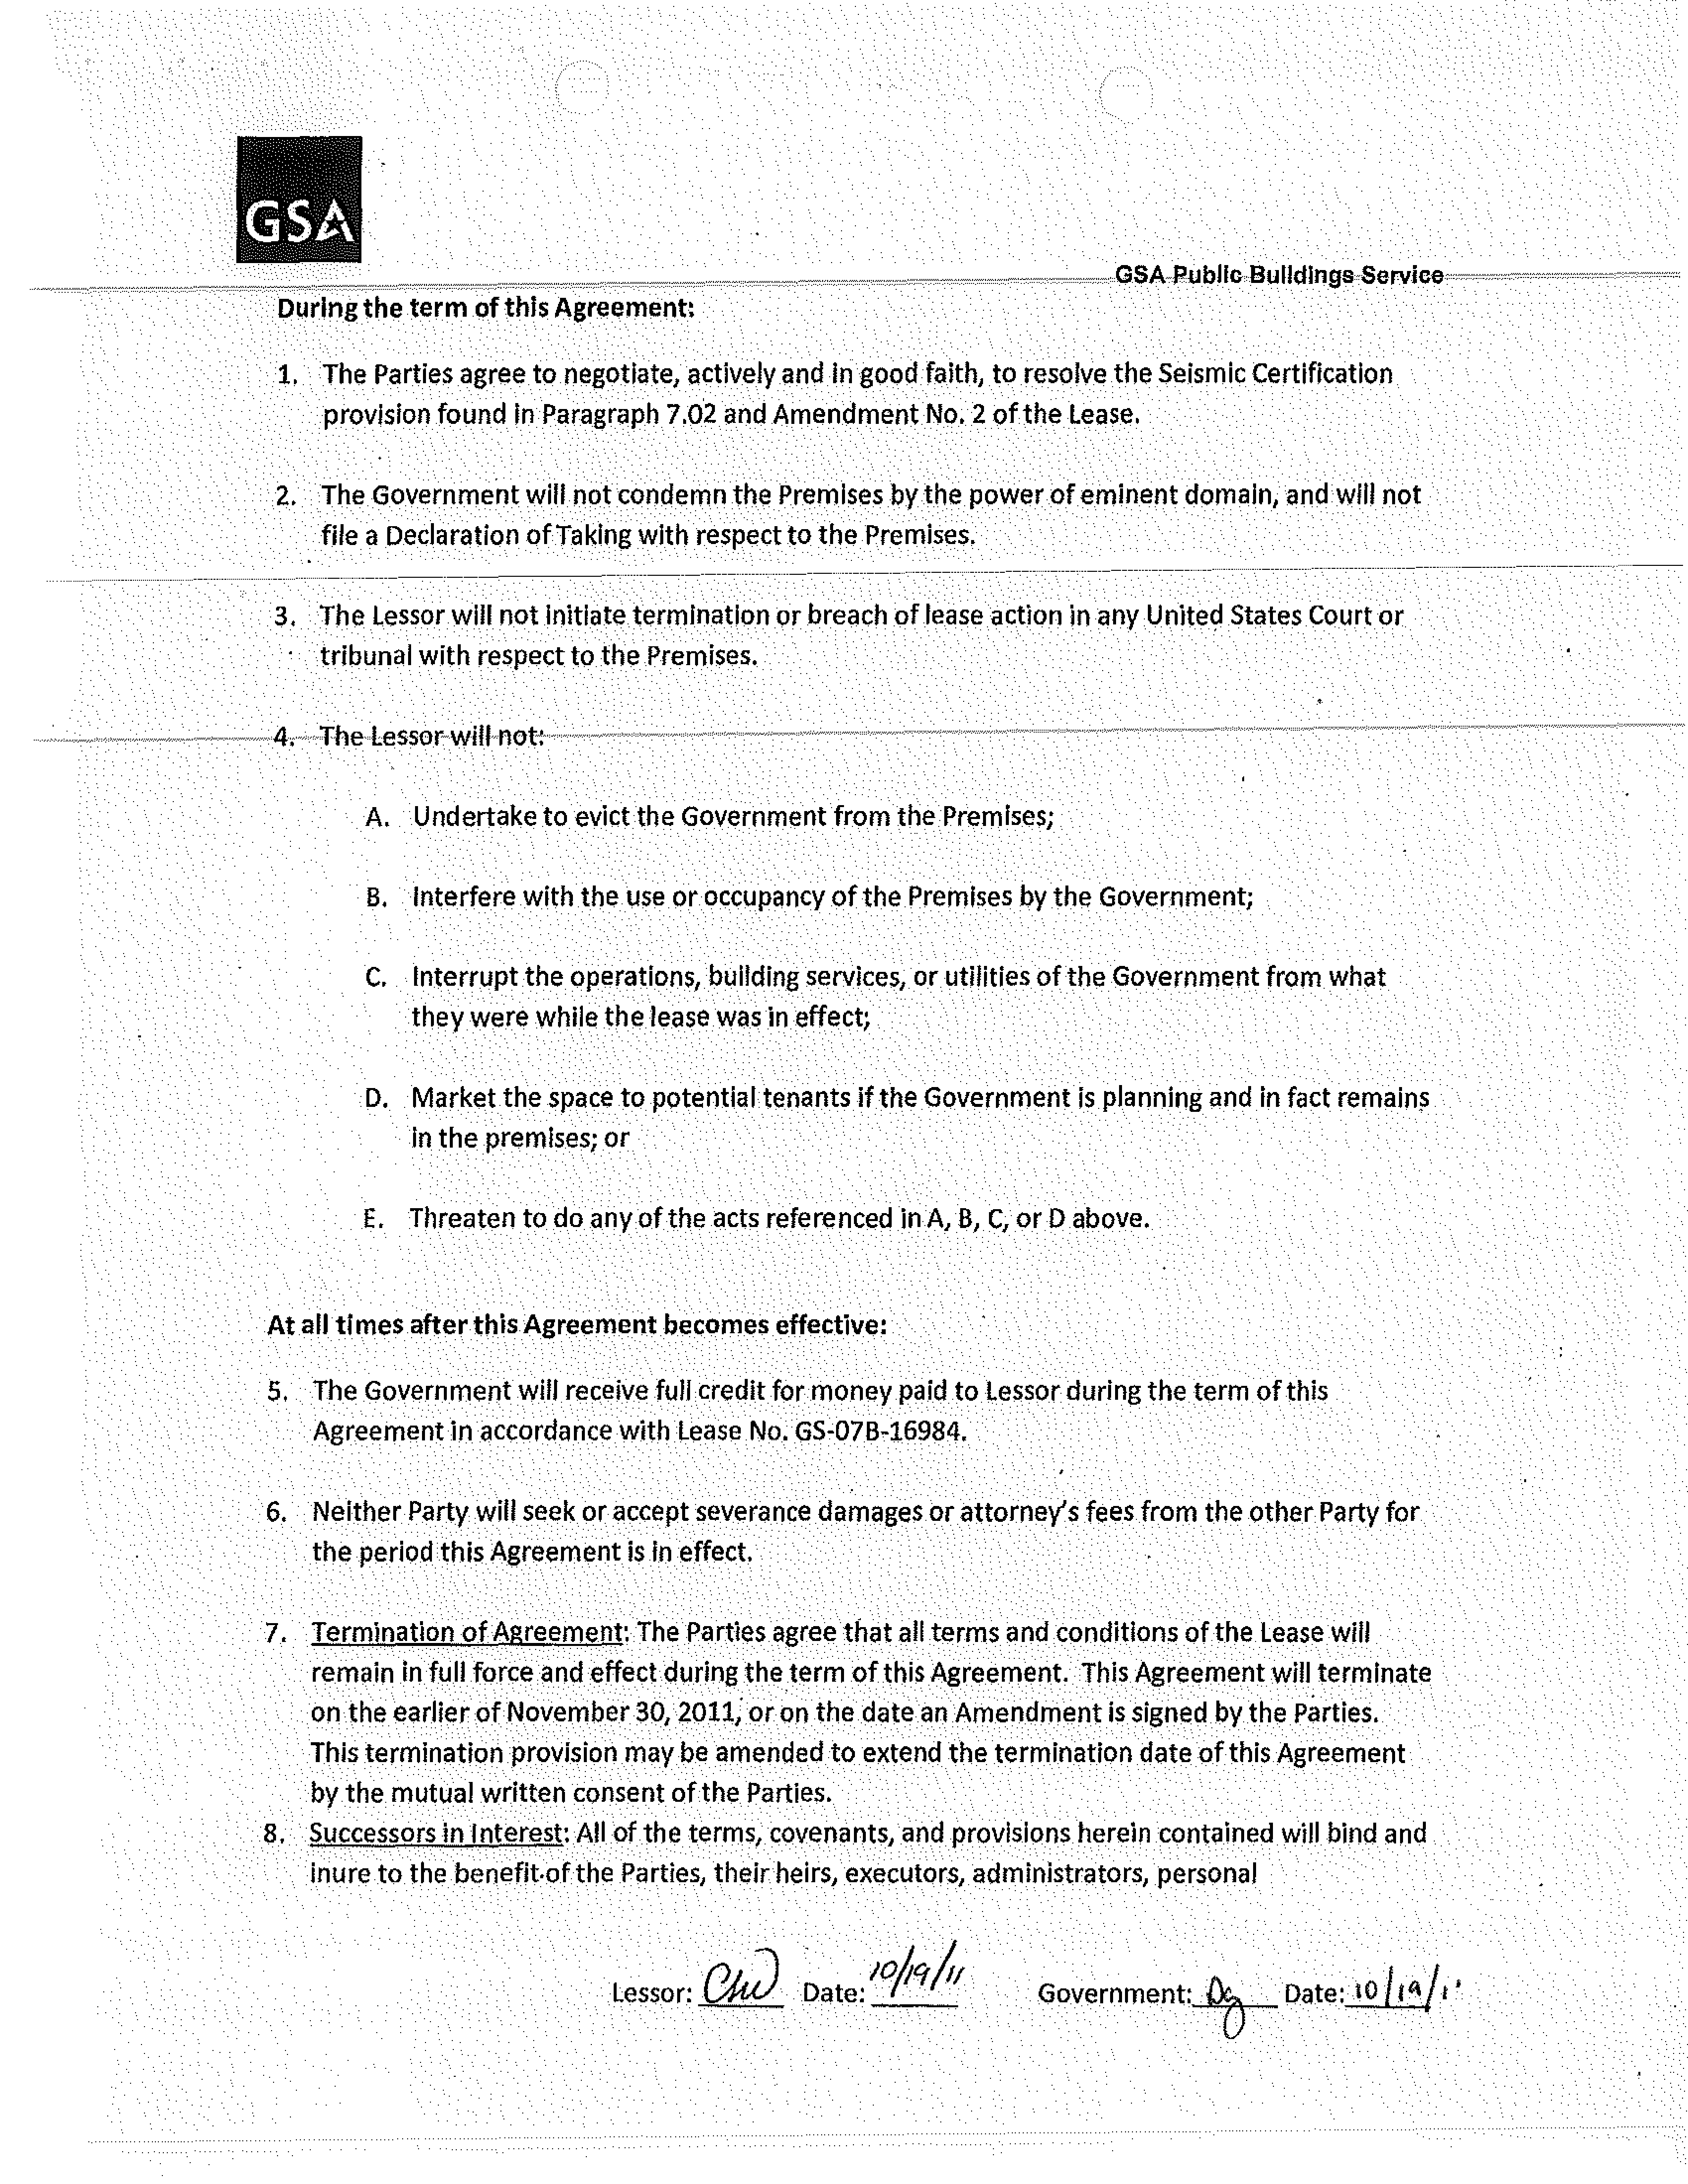 GSA
GSA Public Buildings Service
During the term of this Agreement:
1. The Parties agree to negotiate, actively and in good faith, to resolve the Seismic Certification
provision found in Paragraph 7.02 and Amendment No. 2 of the Lease.
2. The Government will not condemn the Premises by the power of eminent domain, and will not
file a Declaration of Taking with respect to the Premises.
3. The Lessor will not initiate termination or breach of lease action in any United States Court or
tribunal with respect to the Premises.
4. The Lessor will not:
A. Undertake to evict the Government from the Premises;
B. Interfere with the use or occupancy of the Premises by the Government;
C. Interrupt the operations, building services, or utilities of the Government from what
they were while the lease was in effect;
D. Market the space to potential tenants if the Government is planning and in fact remains
in the premises; or
E. Threaten to do any of the acts referenced in A, B, C, or D above.
At all times after this Agreement becomes effective:
5. The Government will receive full credit for money paid to Lessor during the term of this
Agreement in accordance with Lease No. GS-07B-16984.
6. Neither Party will seek or accept severance damages or attorney's fees from the other Party for
the period this Agreement is in effect.
7. Termination of Agreement: The Parties agree that all terms and conditions of the Lease will
remain in full force and effect during the term of this Agreement. This Agreement will terminate
on the earlier of November 30, 2011, or on the date an Amendment is signed by the Parties.
This termination provision may be amended to extend the termination date of this Agreement
by the mutual written consent of the Parties.
8. Successors in Interest: All of the terms, covenants, and provisions herein contained will bind and
inure to the benefit of the Parties, their heirs, executors, administrators, personal
Lessor: Date: 10/19/11 Government: Date: 10/19/11